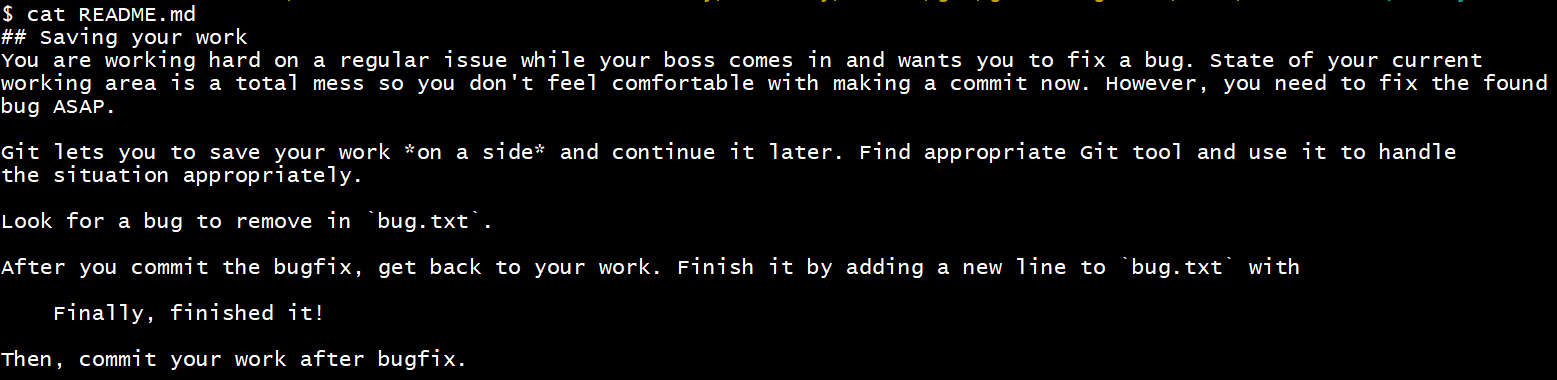 $ cat README.md
## Saving your work
You are working hard on a regular issue while your boss comes in and wants you to fix a bug. State of your current
working area is a total mess so you don't feel comfortable with making a commit now. However, you need to fix the found
bug ASAP.
Git lets you to save your work *on a side* and continue it later. Find appropriate Git tool and use it to handle
the situation appropriately.
Look for a bug to remove in `bug.txt`.
After you commit the bugfix, get back to your work. Finish it by adding a new line to `bug.txt` with
Finally, finished it!
Then, commit your work after bugfix.